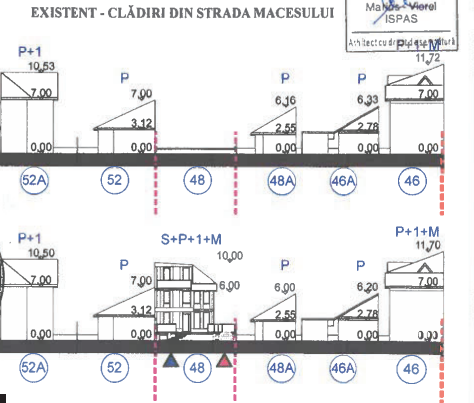 EXISTENT - CLĂDIRI DIN STRADA MACESULUI
Viorel
ISPAS
P+1 P P P P+1+M
10,53 7,00 6,16 6,33 11,72
7,00 3,12 2,55 2,78 7,00
0,00 0,00 0,00 0,00 0,00
52A 52 48 48A 46A 46
P+1 P S+P+1+M P P P+1+M
10,50 7,00 10,00 6,00 6,00 6,20 11,70
7,00 3,12 2,55 2,78 7,00
0,00 0,00 0,00 0,00
52A 52 48 48A 46A 46